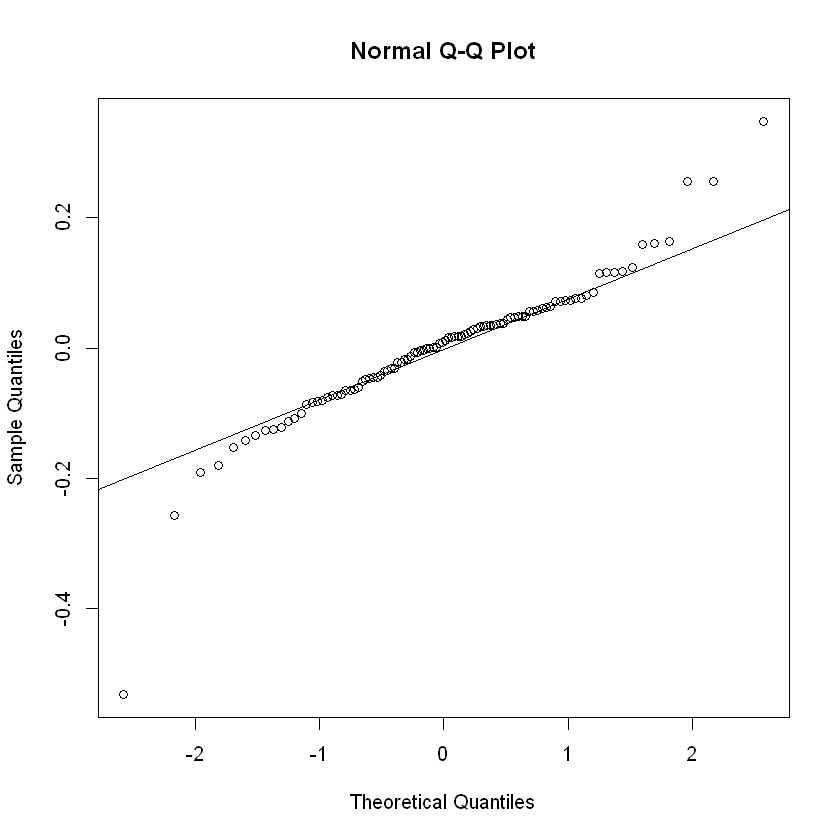 Normal Q-Q Plot
0.2
0.0
-0.2
-0.4
Sample Quantiles
-2 -1 0 1 2
Theoretical Quantiles